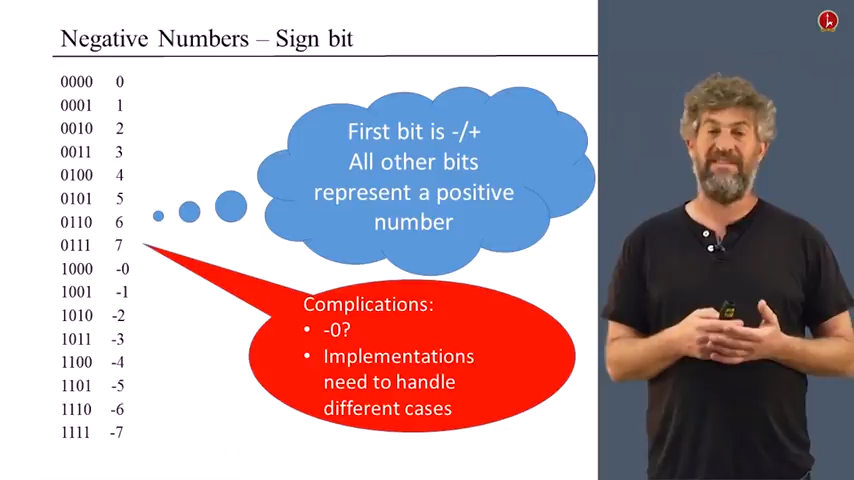 Negative Numbers – Sign bit
0000 0
0001 1
0010 2
0011 3
0100 4
0101 5
0110 6
0111 7
1000 -0
1001 -1
1010 -2
1011 -3
1100 -4
1101 -5
1110 -6
1111 -7
First bit is -/+
All other bits
represent a positive
number
Complications:
• -0?
• Implementations
need to handle
different cases